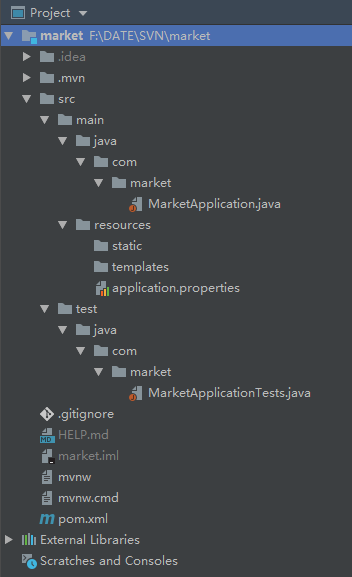 Project
market F:\DATE\SVN\market
.idea
.mvn
src
main
java
com
market
MarketApplication.java
resources
static
templates
application.properties
test
java
com
market
MarketApplicationTests.java
.gitignore
HELP.md
market.iml
mvnw
mvnw.cmd
pom.xml
External Libraries
Scratches and Consoles